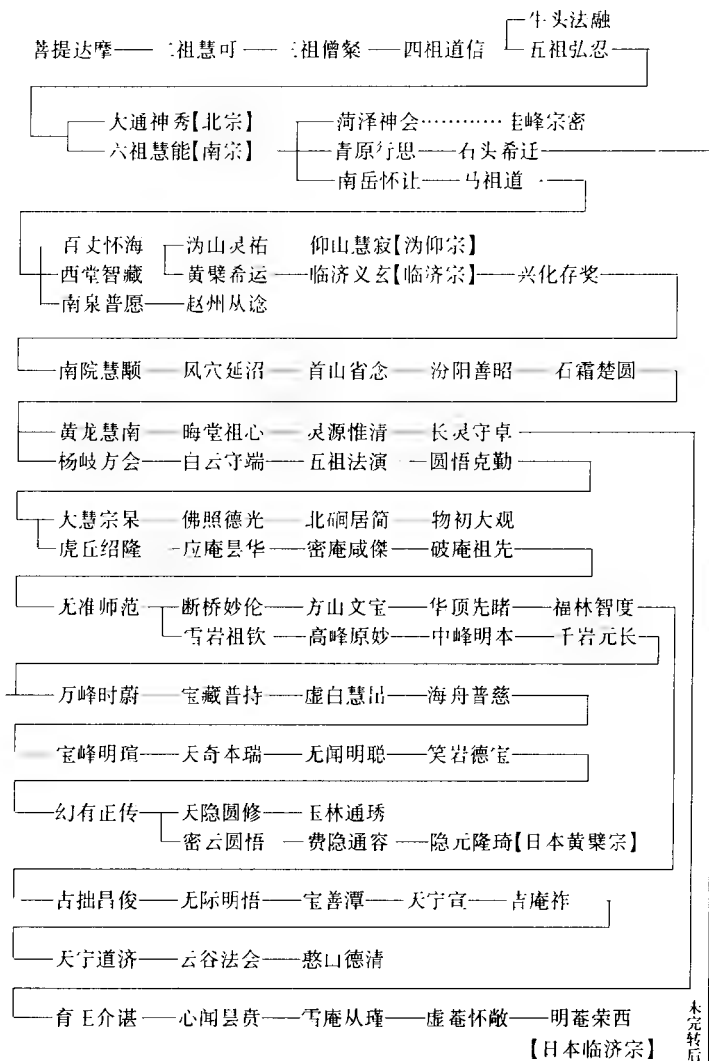 牛头法融
菩提达摩 二祖慧可 三祖僧粲 四祖道信 五祖弘忍
大通神秀【北宗】 菏泽神会………… 圭峰宗密
六祖慧能【南宗】 青原行思 石头希迁
南岳怀让 马祖道一
百丈怀海 沩山灵祐 仰山慧寂【沩仰宗】
西堂智藏 黄檗希运 临济义玄【临济宗】 兴化存奖
南泉普愿 赵州从谂
南院慧颙 风穴延沼 首山省念 汾阳善昭 石霜楚圆
黄龙慧南 晦堂祖心 灵源惟清 长灵守卓
杨岐方会 白云守端 五祖法演 圆悟克勤
大慧宗杲 佛照德光 北磵居简 物初大观
虎丘绍隆 应庵昙华 密庵咸傑 破庵祖先
无准师范 断桥妙伦 方山文宝 华顶先睹 福林智度
雪岩祖钦 高峰原妙 中峰明本 千岩元长
万峰时蔚 宝藏普持 虚白慧旵 海舟普慈
宝峰明瑄 天奇本瑞 无闻明聪 笑岩德宝
幻有正传 天隐圆修 玉林通琇
密云圆悟 费隐通容 隐元隆琦【日本黄檗宗】
古拙昌俊 无际明悟 宝善潭 天宁宣 吉庵祚
天宁道济 云谷法会 憨山德清
育王介谌 心闻昙贲 雪庵从瑾 虚菴怀敞 明菴荣西
【日本临济宗】
未完转后